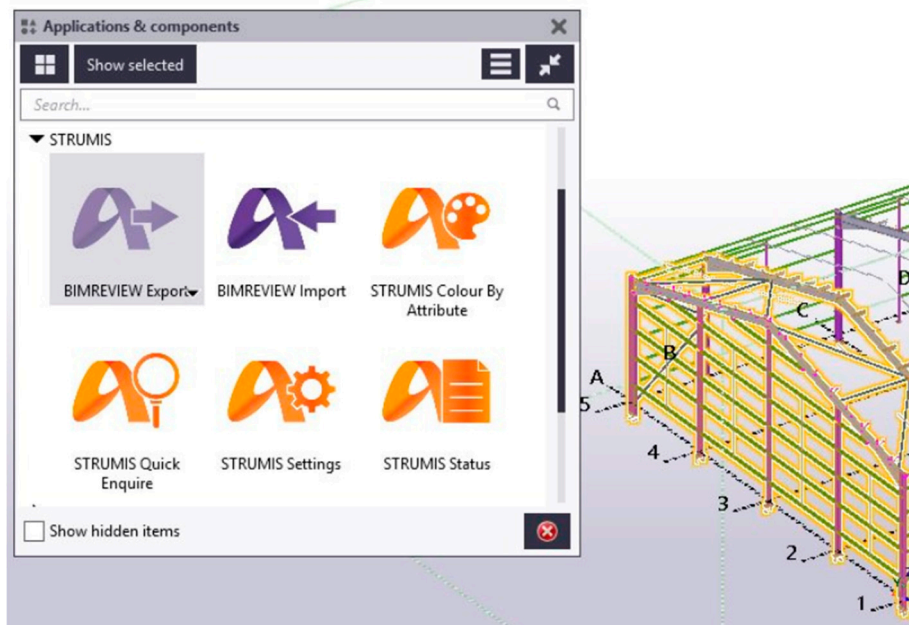 Applications & components
Show selected
Search...
STRUMIS
BIMREVIEW Export
BIMREVIEW Import
STRUMIS Colour By
Attribute
STRUMIS Quick
Enquire
STRUMIS Settings
STRUMIS Status
Show hidden items
D
C
B
A
5
4
3
2
1